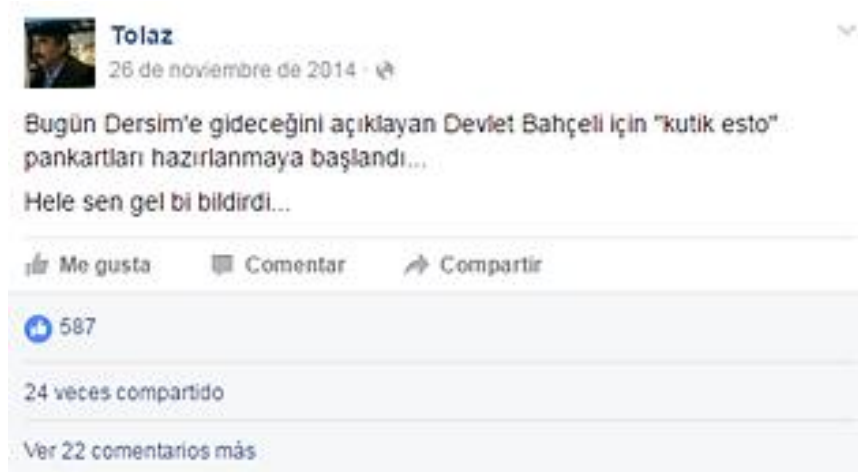 Tolaz
26 de noviembre de 2014 ·
Bugün Dersim'e gideceğini açıklayan Devlet Bahçeli için "kutik esto"
pankartları hazırlanmaya başlandı...
Hele sen gel bi bildirdi...
Me gusta Comentar Compartir
587
24 veces compartido
Ver 22 comentarios más